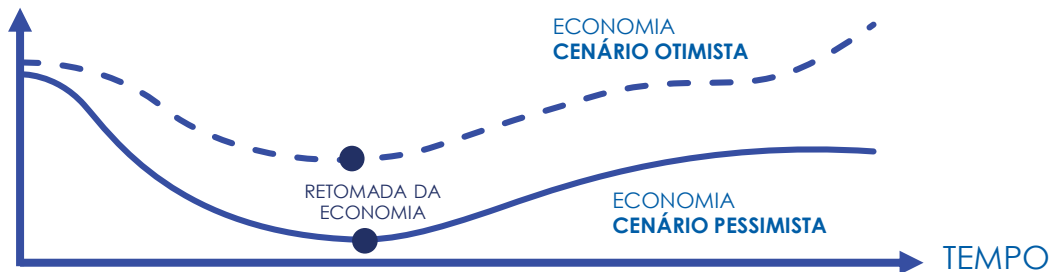 ECONOMIA
CENÁRIO OTIMISTA
RETOMADA DA
ECONOMIA
ECONOMIA
CENÁRIO PESSIMISTA
TEMPO